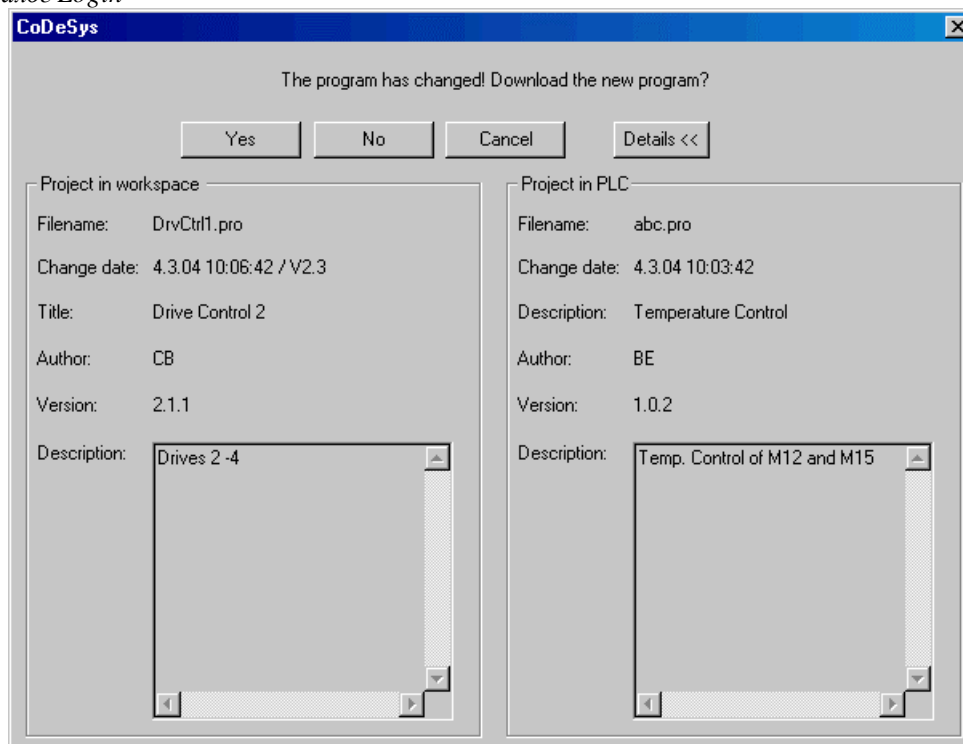 Login
CoDeSys
The program has changed! Download the new program?
Yes
No
Cancel
Details <<
Project in workspace
Filename: DrvCtrl1.pro
Change date: 4.3.04 10:06:42 / V2.3
Title: Drive Control 2
Author: CB
Version: 2.1.1
Description: Drives 2 -4
Project in PLC
Filename: abc.pro
Change date: 4.3.04 10:03:42
Description: Temperature Control
Author: BE
Version: 1.0.2
Description: Temp. Control of M12 and M15